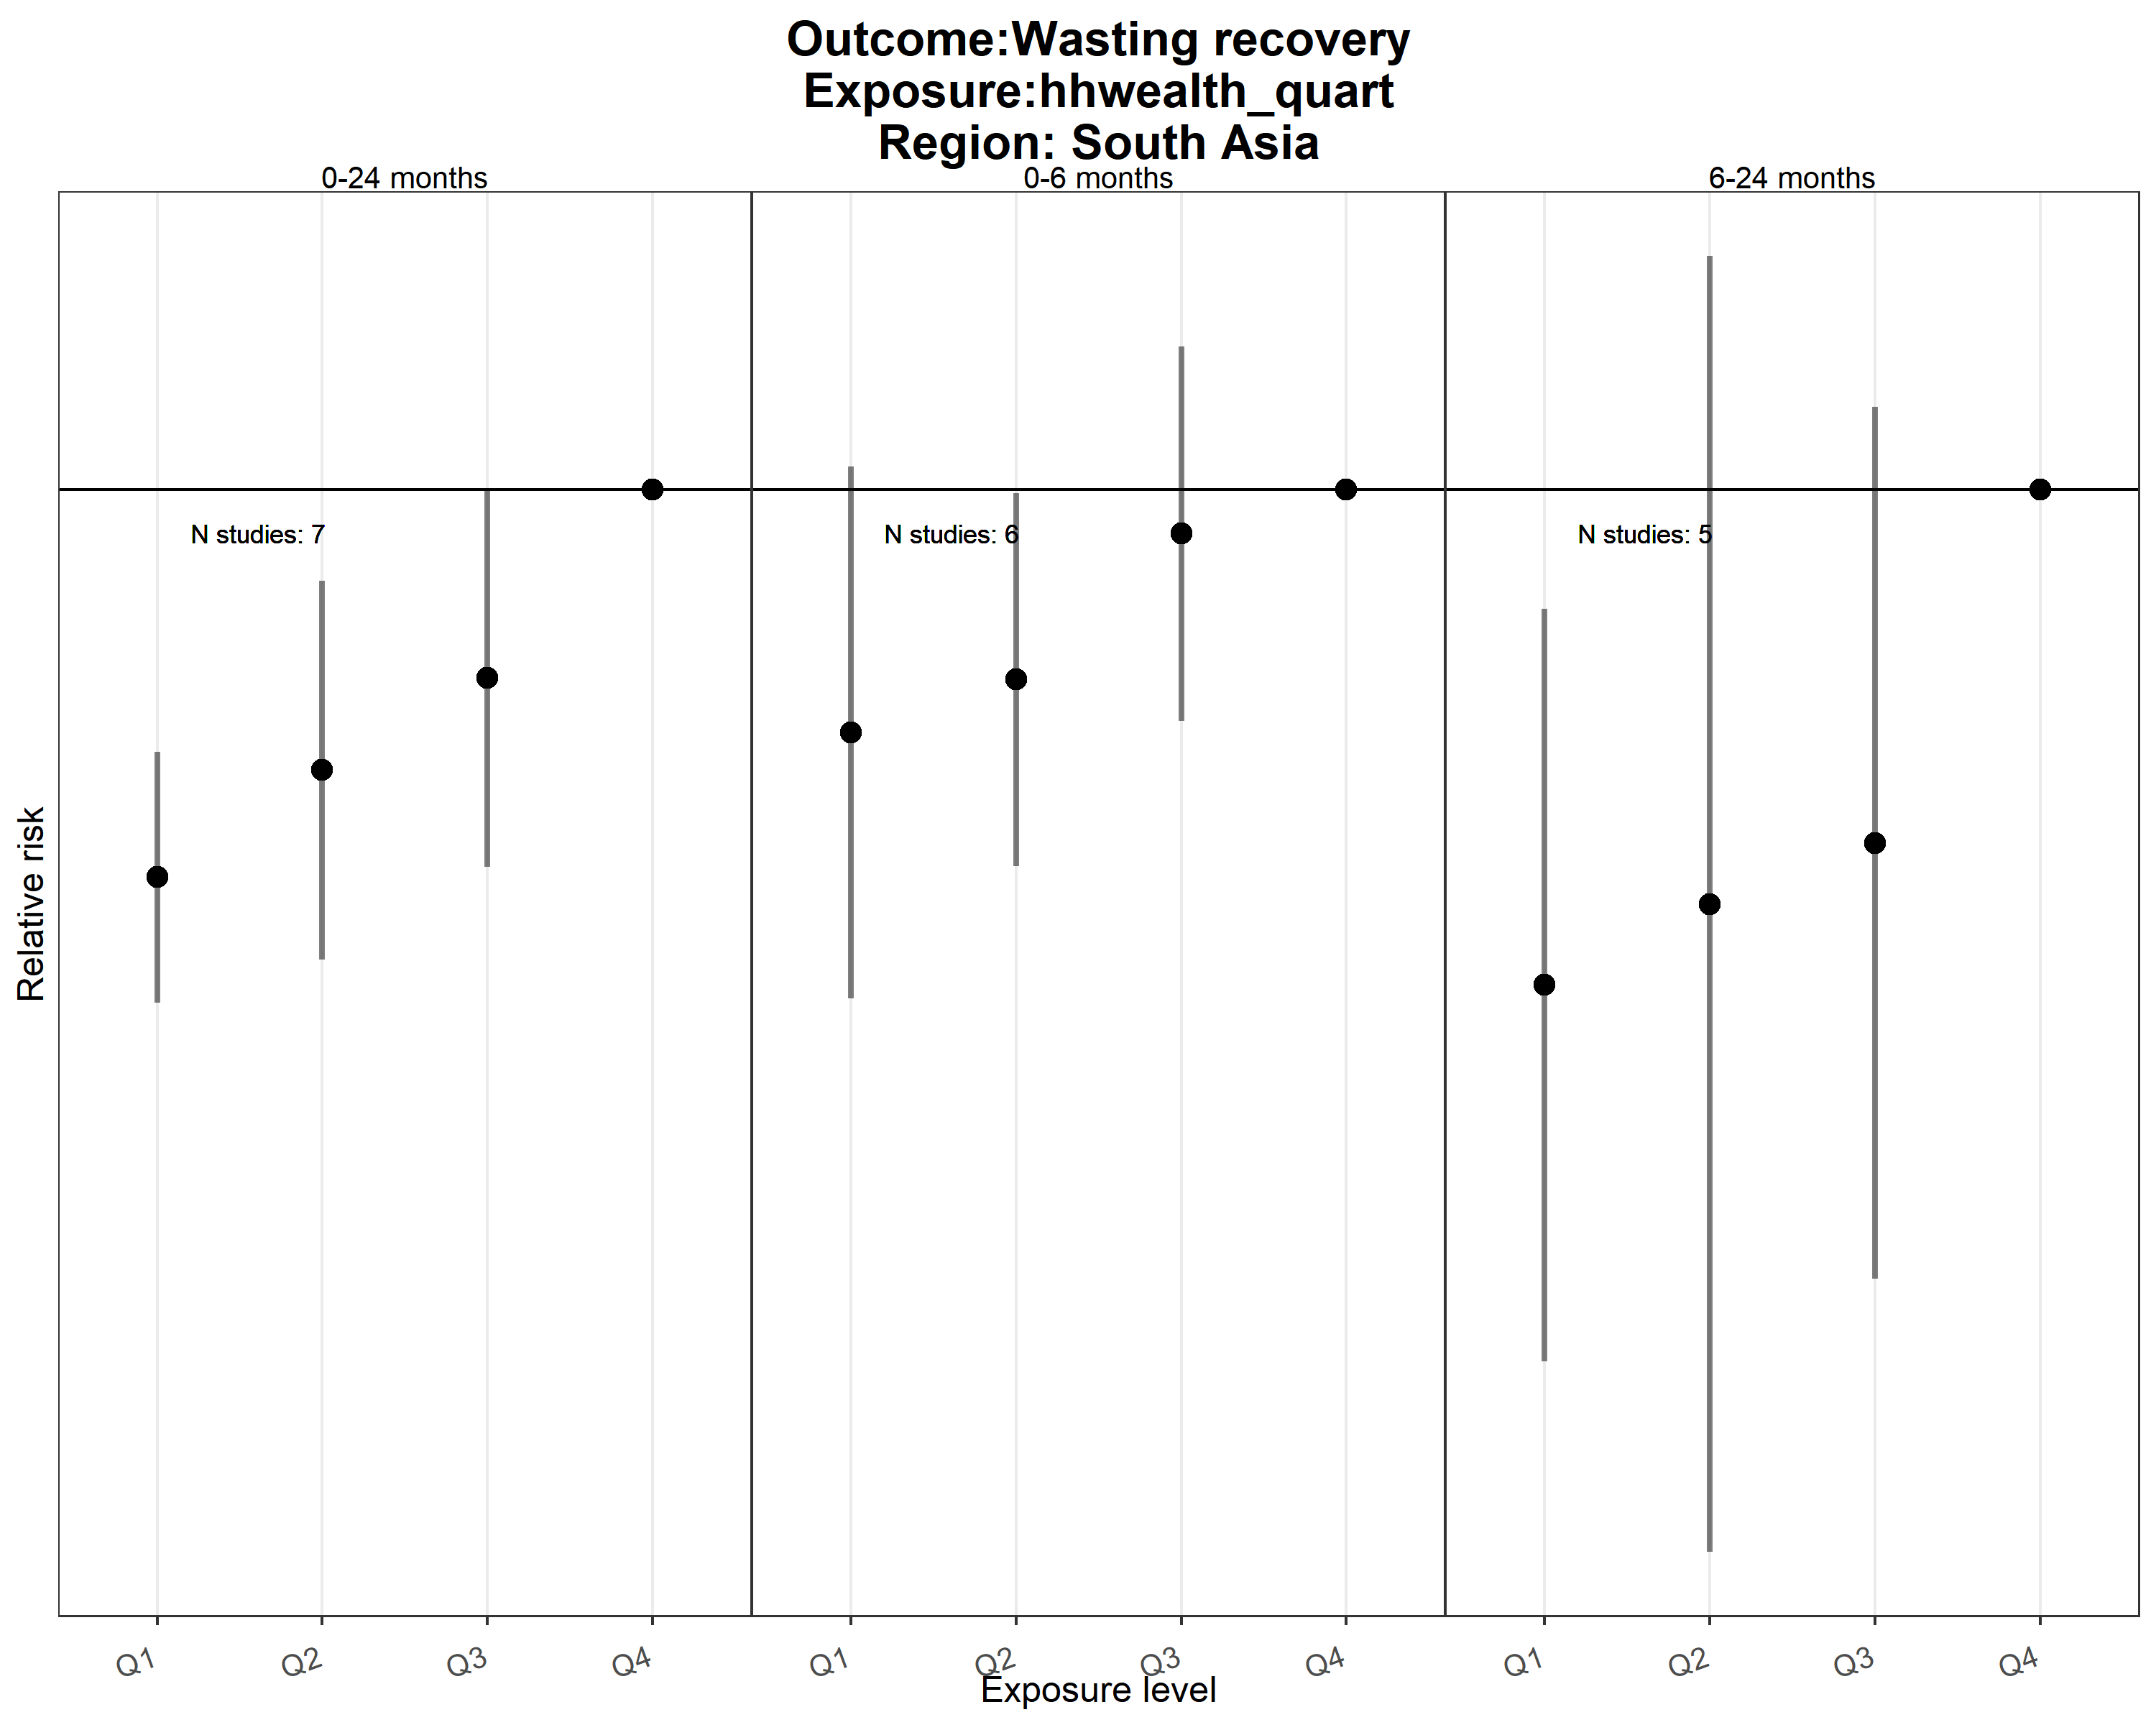 Outcome:Wasting recovery
Exposure:hhwealth_quart
Region: South Asia
0-24 months
0-6 months
6-24 months
N studies: 7
N studies: 6
N studies: 5
Relative risk
Q1 Q2 Q3 Q4 Q1 Q2 Q3 Q4 Q1 Q2 Q3 Q4
Exposure level